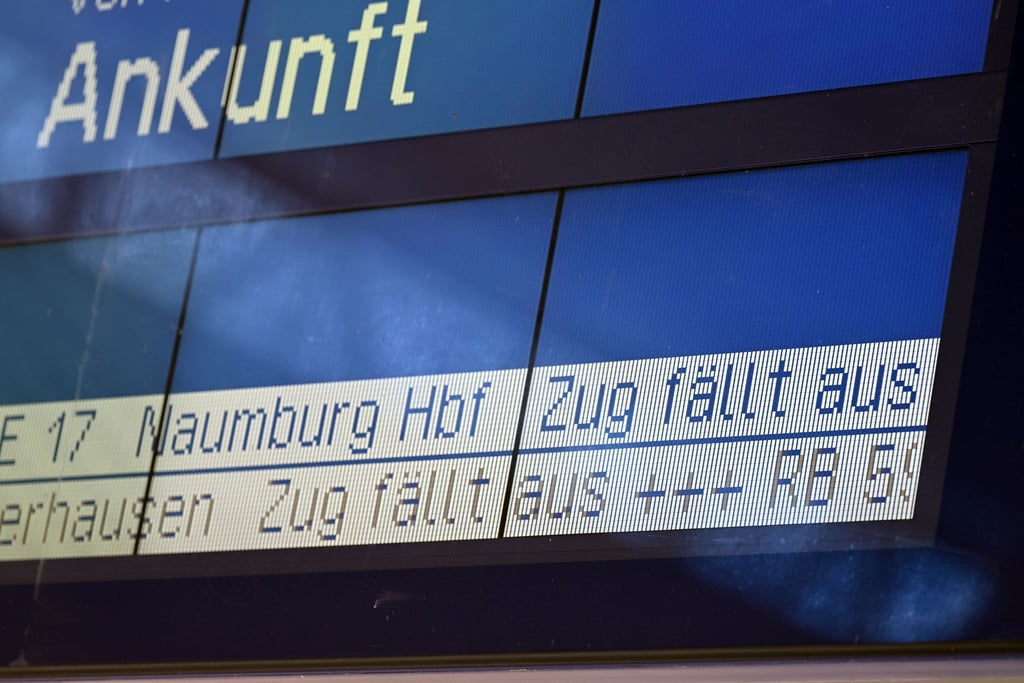 Ankunft
E 17 Naumburg Hbf Zug fällt aus
erhausen Zug fällt aus +++ RB 5